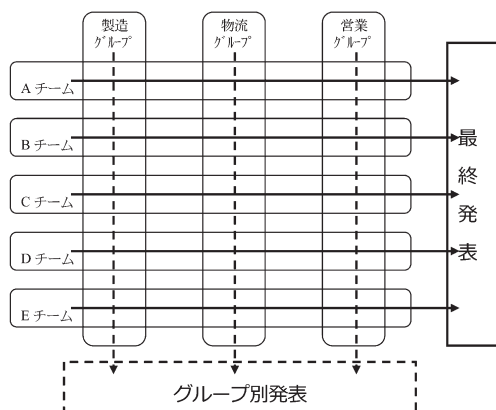 製造
グループ
物流
グループ
営業
グループ
Aチーム
Bチーム
Cチーム
Dチーム
Eチーム
最終発表
グループ別発表